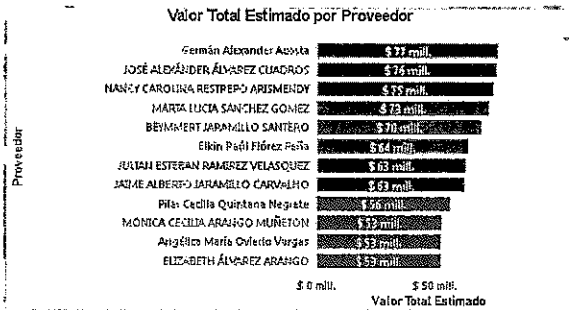 Valor Total Estimado por Proveedor
Germán Alexander Acosta $ 77 mill.
JOSÉ ALEXÁNDER ÁLVAREZ CUADROS $ 76 mill.
NANCY CAROLINA RESTREPO ARISMENDY $ 75 mill.
MARTA LUCIA SANCHEZ GOMEZ $ 73 mill.
BEYMMERT JARAMILLO SANTERO $ 70 mill.
Elkin Raúl Flórez Peña $ 64 mill.
JULIAN ESTEBAN RAMIREZ VELASQUEZ $ 63 mill.
JAIME ALBERTO JARAMILLO CARVALHO $ 63 mill.
Pilar Cecilia Quintana Negrete $ 56 mill.
MÓNICA CECILIA ARANGO MUÑETON $ 53 mill.
Angélica María Oviedo Vargas $ 53 mill.
ELIZABETH ÁLVAREZ ARANGO $ 53 mill.
Proveedor
$ 0 mill. $ 50 mill.
Valor Total Estimado